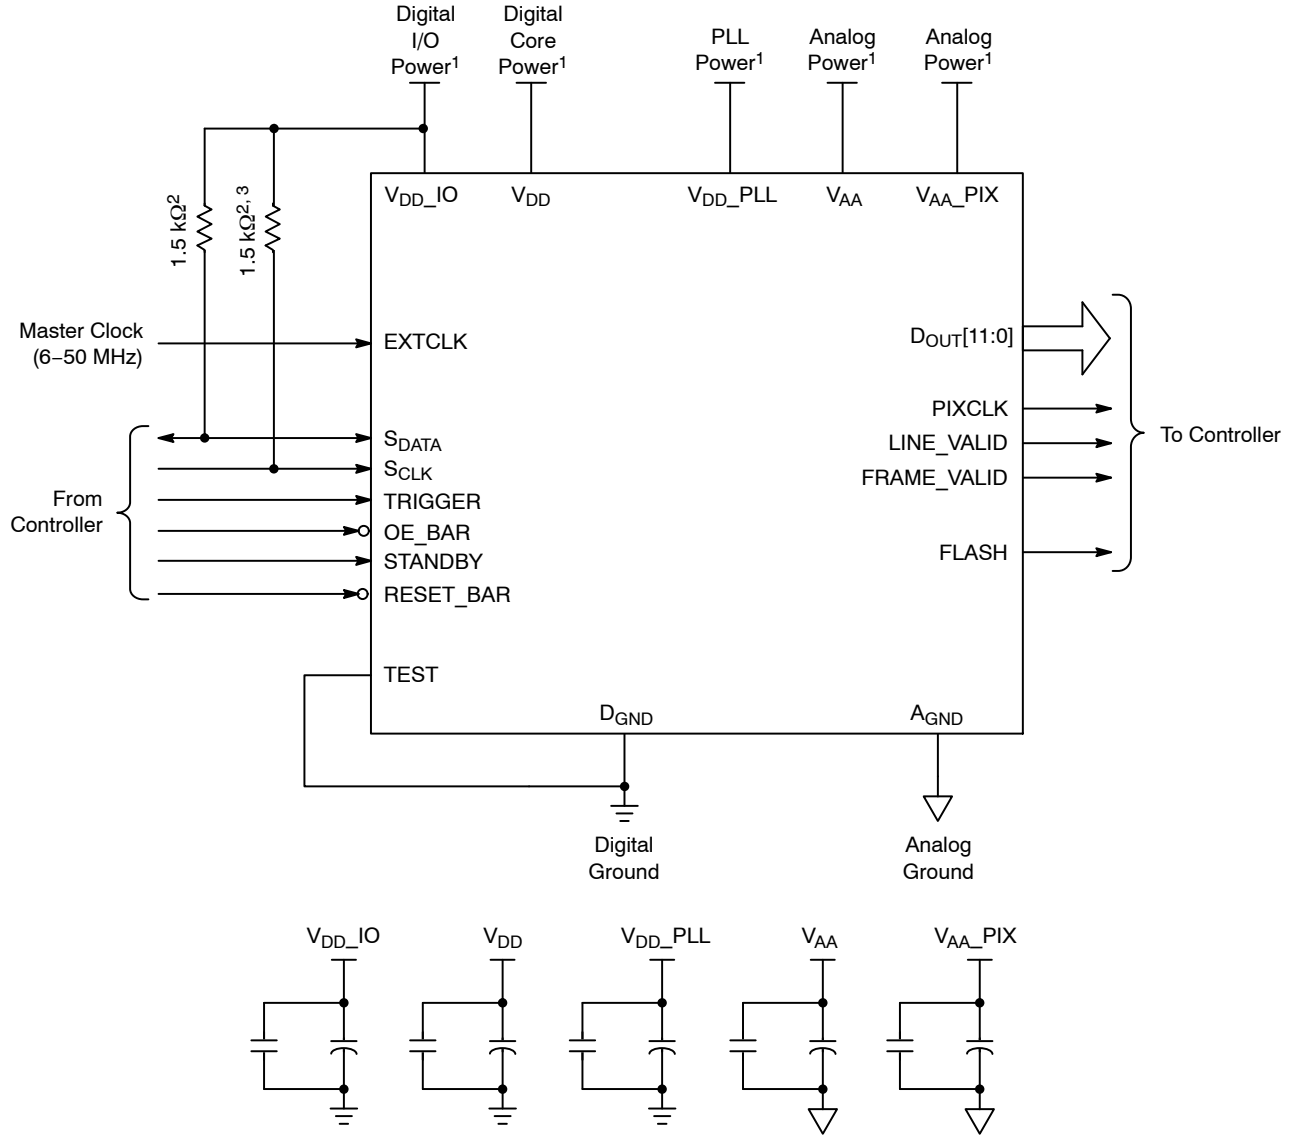 Digital
I/O
Power1
Digital
Core
Power1
PLL
Power1
Analog
Power1
Analog
Power1
1.5 kΩ2
1.5 kΩ2, 3
VDD_IO
VDD
VDD_PLL
VAA
VAA_PIX
Master Clock
(6–50 MHz)
EXTCLK
DOUT[11:0]
PIXCLK
LINE_VALID
FRAME_VALID
FLASH
To Controller
From
Controller
SDATA
SCLK
TRIGGER
OE_BAR
STANDBY
RESET_BAR
TEST
DGND
AGND
Digital
Ground
Analog
Ground
VDD_IO
VDD
VDD_PLL
VAA
VAA_PIX